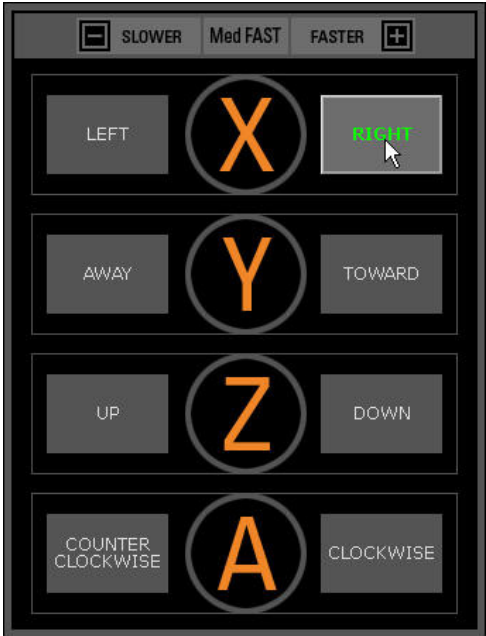 SLOWER Med FAST FASTER
LEFT X RIGHT
AWAY Y TOWARD
UP Z DOWN
COUNTER
CLOCKWISE A CLOCKWISE